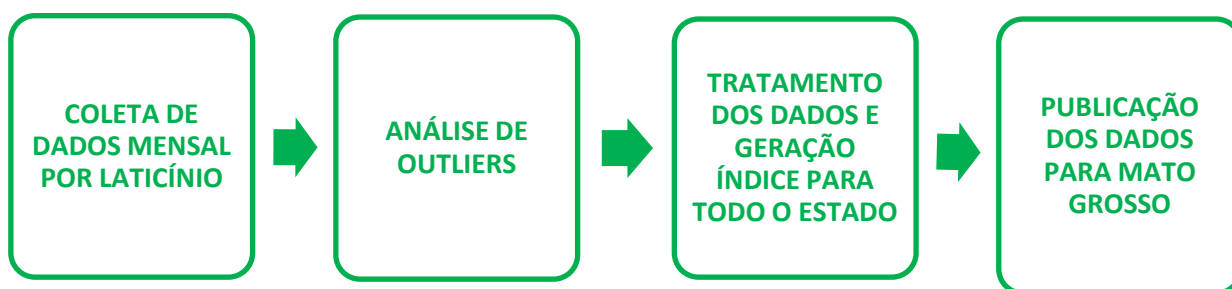 COLETA DE
DADOS MENSAL
POR LATICÍNIO
ANÁLISE DE
OUTLIERS
TRATAMENTO
DOS DADOS E
GERAÇÃO
ÍNDICE PARA
TODO O ESTADO
PUBLICAÇÃO
DOS DADOS
PARA MATO
GROSSO